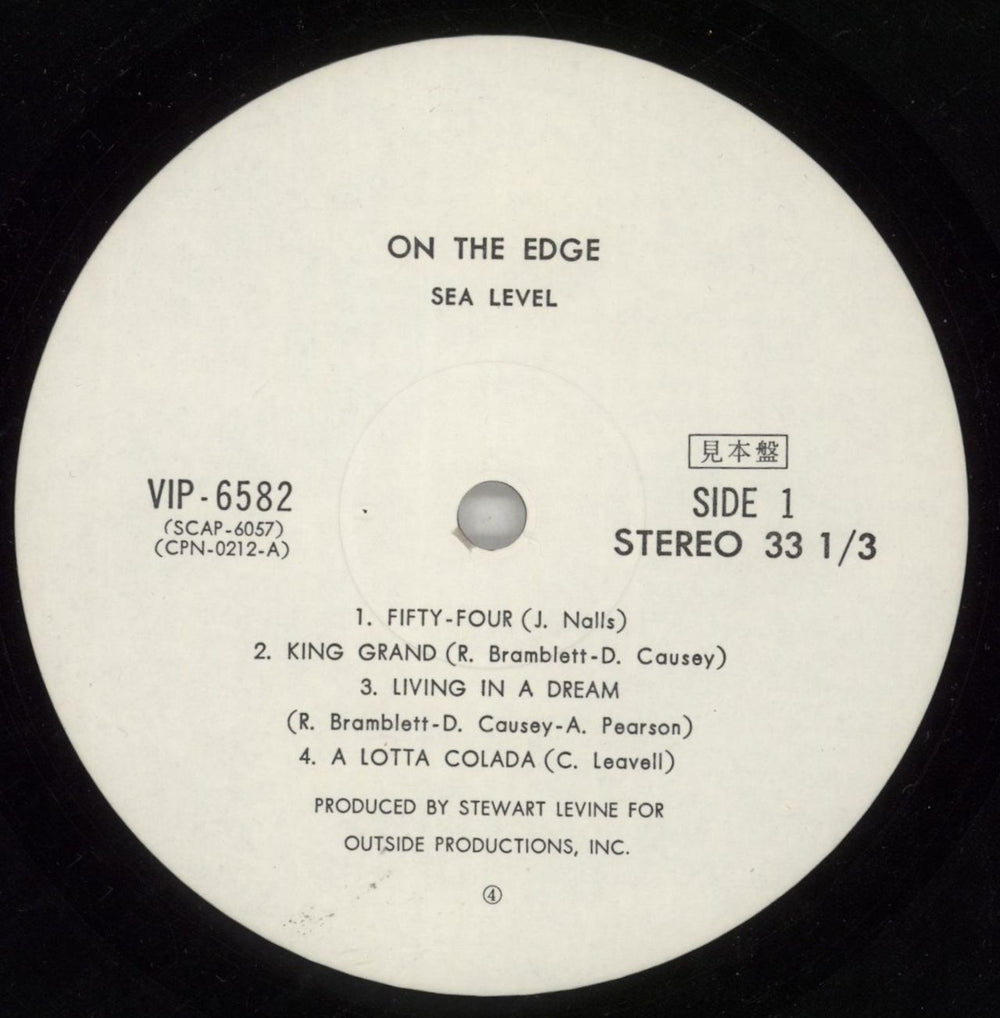 ON THE EDGE
SEA LEVEL
見本盤
VIP-6582
(SCAP-6057)
(CPN-0212-A)
SIDE 1
STEREO 33 1/3
1. FIFTY-FOUR (J. Nalls)
2. KING GRAND (R. Bramblett-D. Causey)
3. LIVING IN A DREAM
(R. Bramblett-D. Causey-A. Pearson)
4. A LOTTA COLADA (C. Leavell)
PRODUCED BY STEWART LEVINE FOR
OUTSIDE PRODUCTIONS, INC.
④